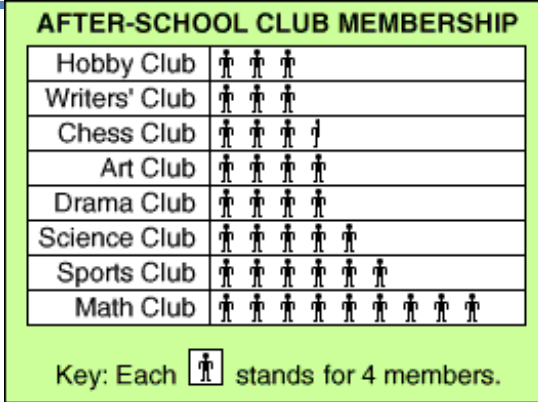 AFTER-SCHOOL CLUB MEMBERSHIP
Hobby Club
Writers' Club
Chess Club
Art Club
Drama Club
Science Club
Sports Club
Math Club
Key: Each stands for 4 members.